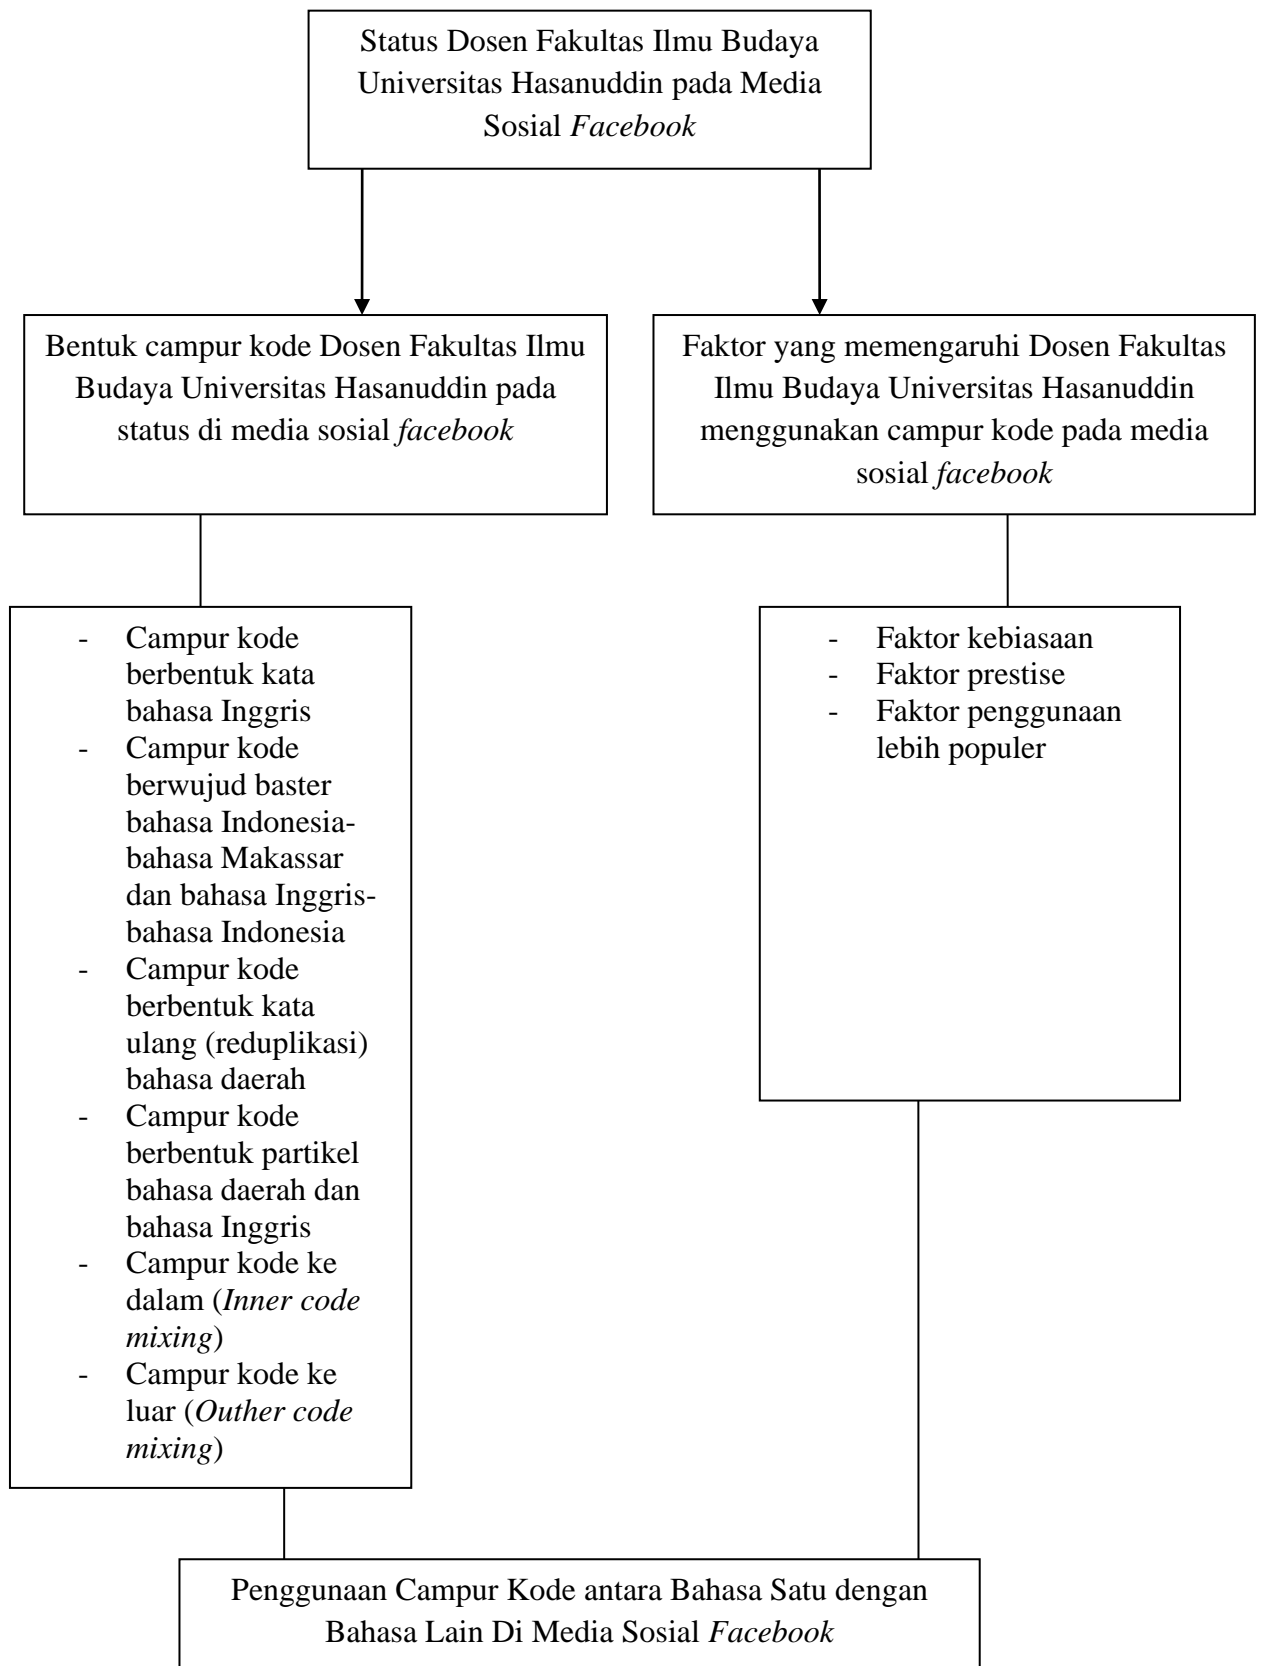 Status Dosen Fakultas Ilmu Budaya
Universitas Hasanuddin pada Media
Sosial Facebook
Bentuk campur kode Dosen Fakultas Ilmu
Budaya Universitas Hasanuddin pada
status di media sosial facebook
Faktor yang memengaruhi Dosen Fakultas
Ilmu Budaya Universitas Hasanuddin
menggunakan campur kode pada media
sosial facebook
- Campur kode
berbentuk kata
bahasa Inggris
- Campur kode
berwujud baster
bahasa Indonesia-
bahasa Makassar
dan bahasa Inggris-
bahasa Indonesia
- Campur kode
berbentuk kata
ulang (reduplikasi)
bahasa daerah
- Campur kode
berbentuk partikel
bahasa daerah dan
bahasa Inggris
- Campur kode ke
dalam (Inner code
mixing)
- Campur kode ke
luar (Outher code
mixing)
- Faktor kebiasaan
- Faktor prestise
- Faktor penggunaan
lebih populer
Penggunaan Campur Kode antara Bahasa Satu dengan
Bahasa Lain Di Media Sosial Facebook